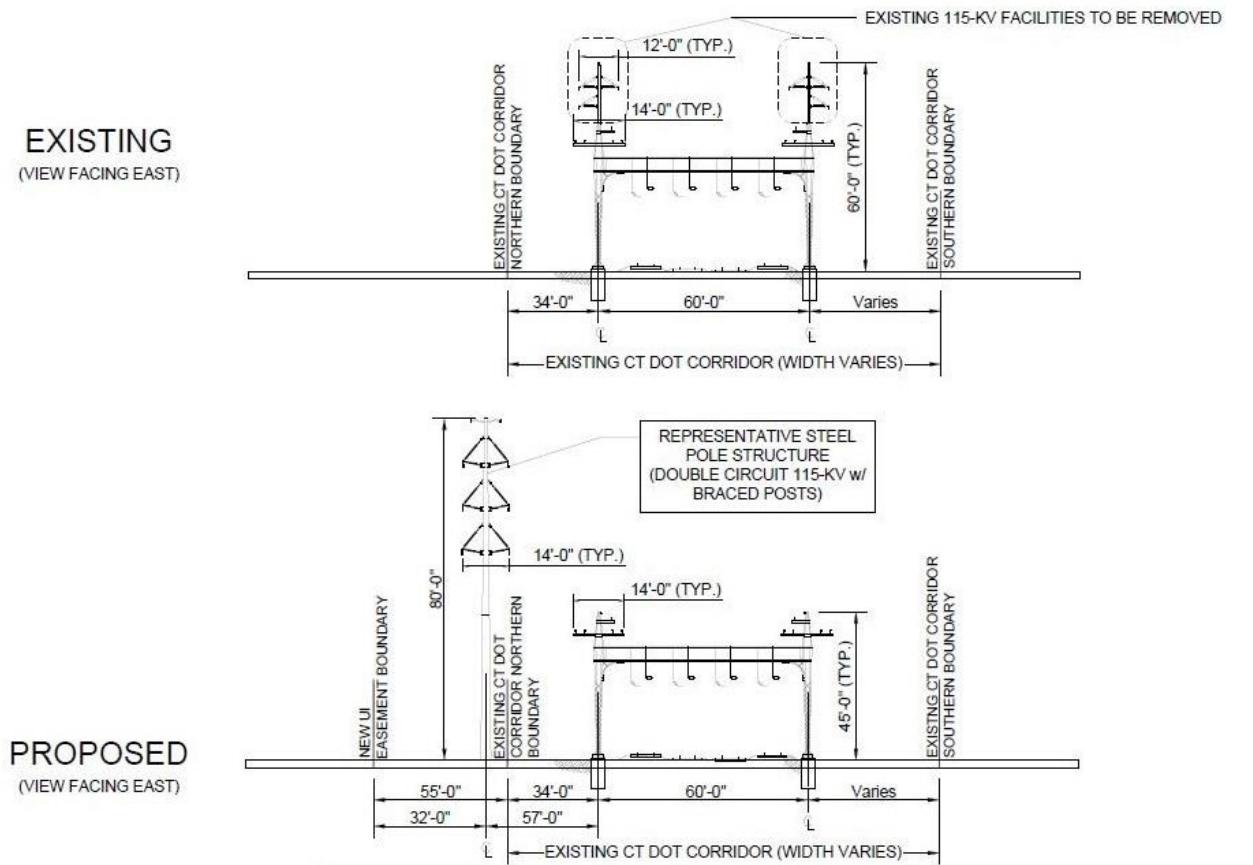 EXISTING 115-KV FACILITIES TO BE REMOVED
12'-0" (TYP.)
14'-0" (TYP.)
EXISTING
(VIEW FACING EAST)
EXISTING CT DOT CORRIDOR
NORTHERN BOUNDARY
60'-0" (TYP.)
EXISTNG CT DOT CORRIDOR
SOUTHERN BOUNDARY
34'-0"
60'-0"
Varies
L
L
EXISTING CT DOT CORRIDOR (WIDTH VARIES)
REPRESENTATIVE STEEL
POLE STRUCTURE
(DOUBLE CIRCUIT 115-KV w/
BRACED POSTS)
14'-0" (TYP.)
80'-0"
14'-0" (TYP.)
NEW UI
EASEMENT BOUNDARY
EXISTING CT DOT
CORRIDOR NORTHERN
BOUNDARY
45'-0" (TYP.)
EXISTNG CT DOT CORRIDOR
SOUTHERN BOUNDARY
PROPOSED
(VIEW FACING EAST)
55'-0"
34'-0"
60'-0"
Varies
32'-0"
57'-0"
L
L
EXISTING CT DOT CORRIDOR (WIDTH VARIES)